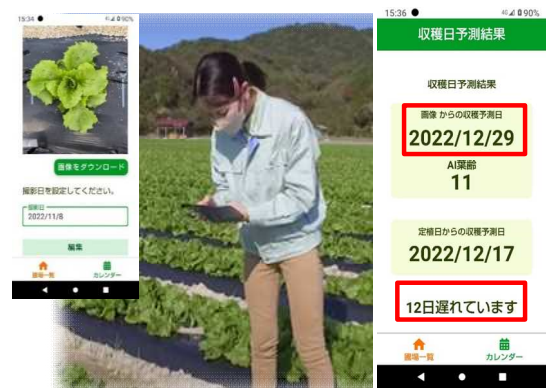 15:34
90%
画像をダウンロード
撮影日を設定してください。
撮影日
2022/11/8
編集
圃場一覧
カレンダー
15:36
4G
90%
収穫日予測結果
収穫日予測結果
画像 からの収穫予測日
2022/12/29
AI葉齢
11
定植日からの収穫予測日
2022/12/17
12日遅れています
圃場一覧
カレンダー